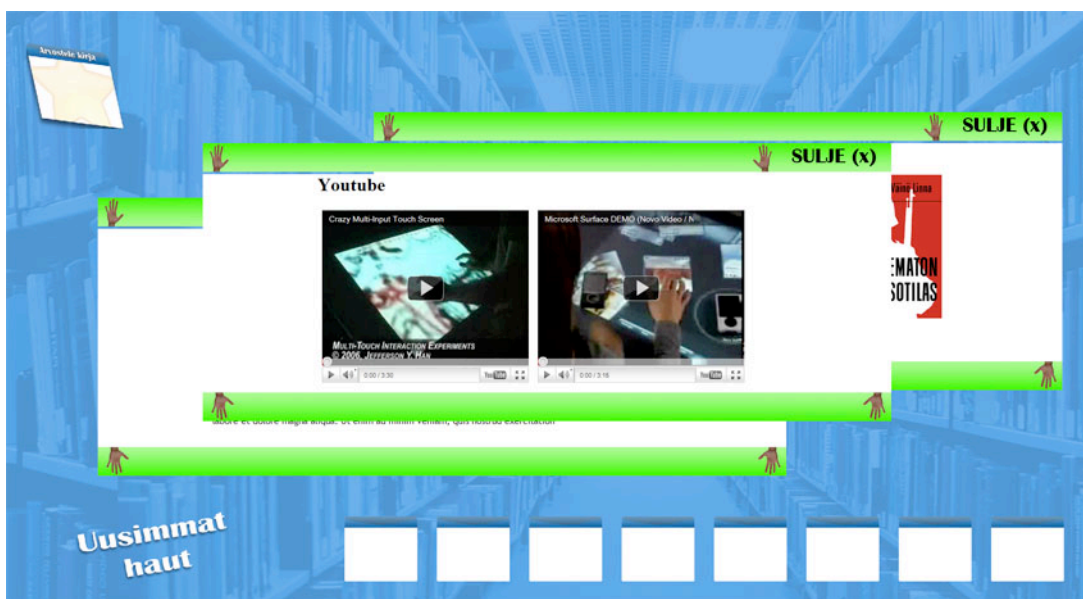 Arvostele kirja
SULJE (x)
SULJE (x)
Youtube
Väinö Linna
Crazy Multi-Input Touch Screen
Microsoft Surface DEMO (Novo Video / N
EMATON
SOTILAS
MULTI-TOUCH INTERACTION EXPERIMENTS
© 2006, JEFFERSON Y. HAN
0:00 / 3:30
YouTube
0:00 / 3:16
YouTube
labore et dolore magna aliqua. Ut enim ad minim veniam, quis nostrud exercitation
Uusimmat
haut